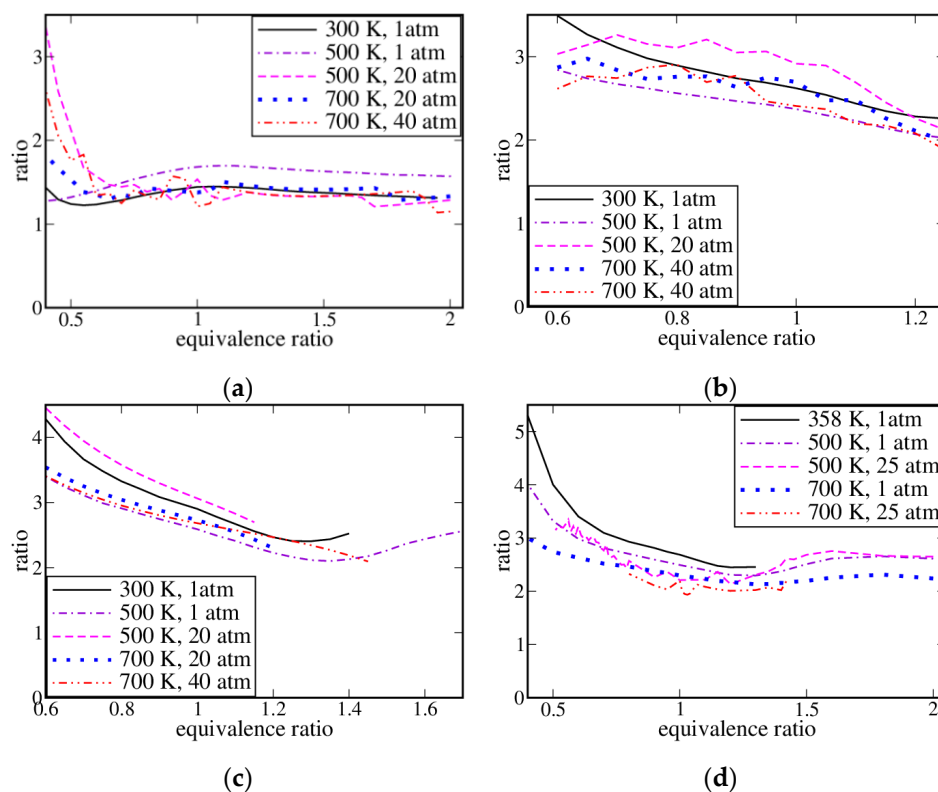 3
2
1
0
ratio
300 K, 1atm
500 K, 1 atm
500 K, 20 atm
700 K, 20 atm
700 K, 40 atm
0.5 1 1.5 2
equivalence ratio
(a)
3
2
1
0
ratio
300 K, 1atm
500 K, 1 atm
500 K, 20 atm
700 K, 40 atm
700 K, 40 atm
0.6 0.8 1 1.2
equivalence ratio
(b)
4
3
2
1
0
ratio
300 K, 1atm
500 K, 1 atm
500 K, 20 atm
700 K, 20 atm
700 K, 40 atm
0.6 0.8 1 1.2 1.4 1.6
equivalence ratio
(c)
5
4
3
2
1
0
ratio
358 K, 1atm
500 K, 1 atm
500 K, 25 atm
700 K, 1 atm
700 K, 25 atm
0.5 1 1.5 2
equivalence ratio
(d)